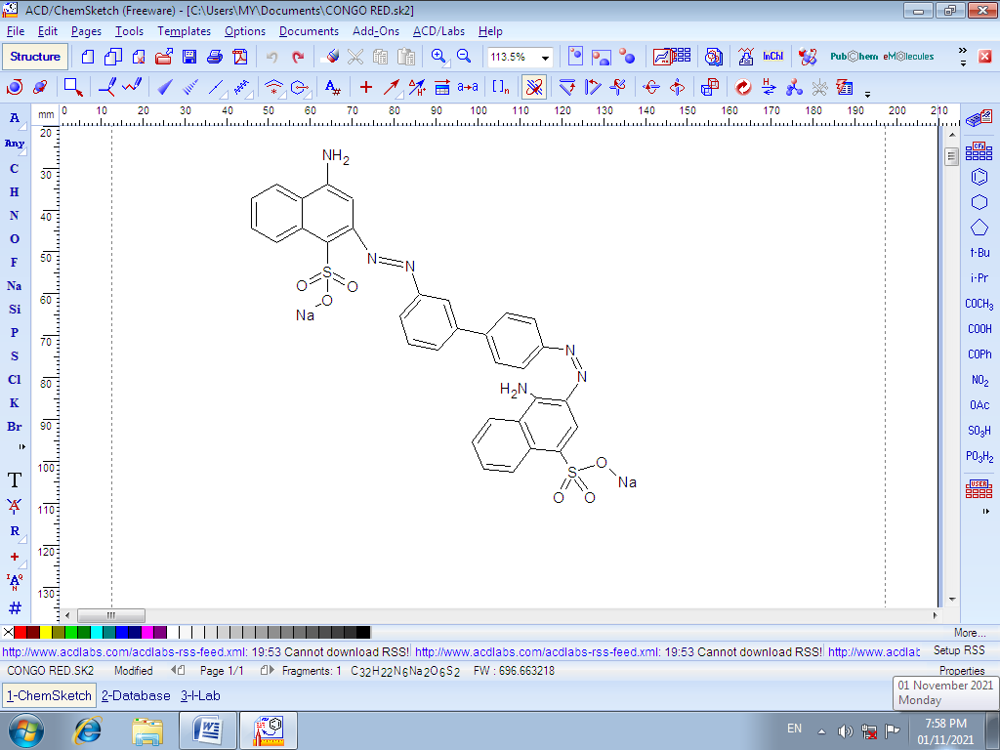 ACD/ChemSketch (Freeware) - [C:\Users\MY\Documents\CONGO RED.sk2]
File Edit Pages Tools Templates Options Documents Add-Ons ACD/Labs Help
Structure 113.5% InChI PubChem eMolecules
A# a→a [ ]n H
mm 0 10 20 30 40 50 60 70 80 90 100 110 120 130 140 150 160 170 180 190 200 210
20
30
40
50
60
70
80
90
100
110
120
130
A
Any
C
H
N
O
F
Na
Si
P
S
Cl
K
Br
T
A
R
A
#
NH2
N N
S
O O
O
Na
N
N
H2N
S O Na
O O
CF3
t-Bu
i-Pr
COCH3
COOH
COPh
NO2
OAc
SO3H
PO3H2
USER
More...
http://www.acdlabs.com/acdlabs-rss-feed.xml: 19:53 Cannot download RSS! http://www.acdlabs.com/acdlabs-rss-feed.xml: 19:53 Cannot download RSS! http://www.acdlab Setup RSS
CONGO RED.SK2 Modified Page 1/1 Fragments: 1 C32H22N6Na2O6S2 FW : 696.663218 Properties
1-ChemSketch 2-Database 3-I-Lab
01 November 2021
Monday
EN 7:58 PM
01/11/2021